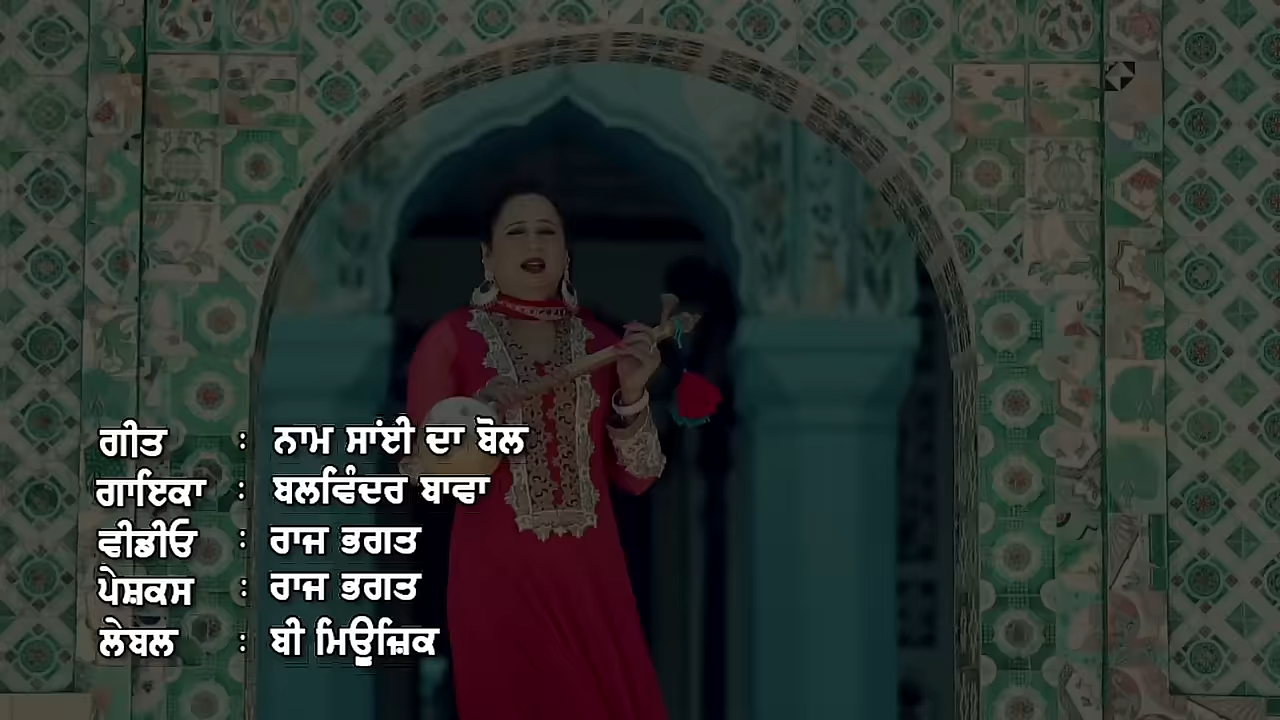 ਗੀਤ : ਨਾਮ ਸਾਂਈ ਦਾ ਬੋਲ
ਗਾਇਕਾ : ਬਲਵਿੰਦਰ ਬਾਵਾ
ਵੀਡੀਓ : ਰਾਜ ਭਗਤ
ਪੇਸ਼ਕਸ : ਰਾਜ ਭਗਤ
ਲੇਬਲ : ਬੀ ਮਿਊਜ਼ਿਕ